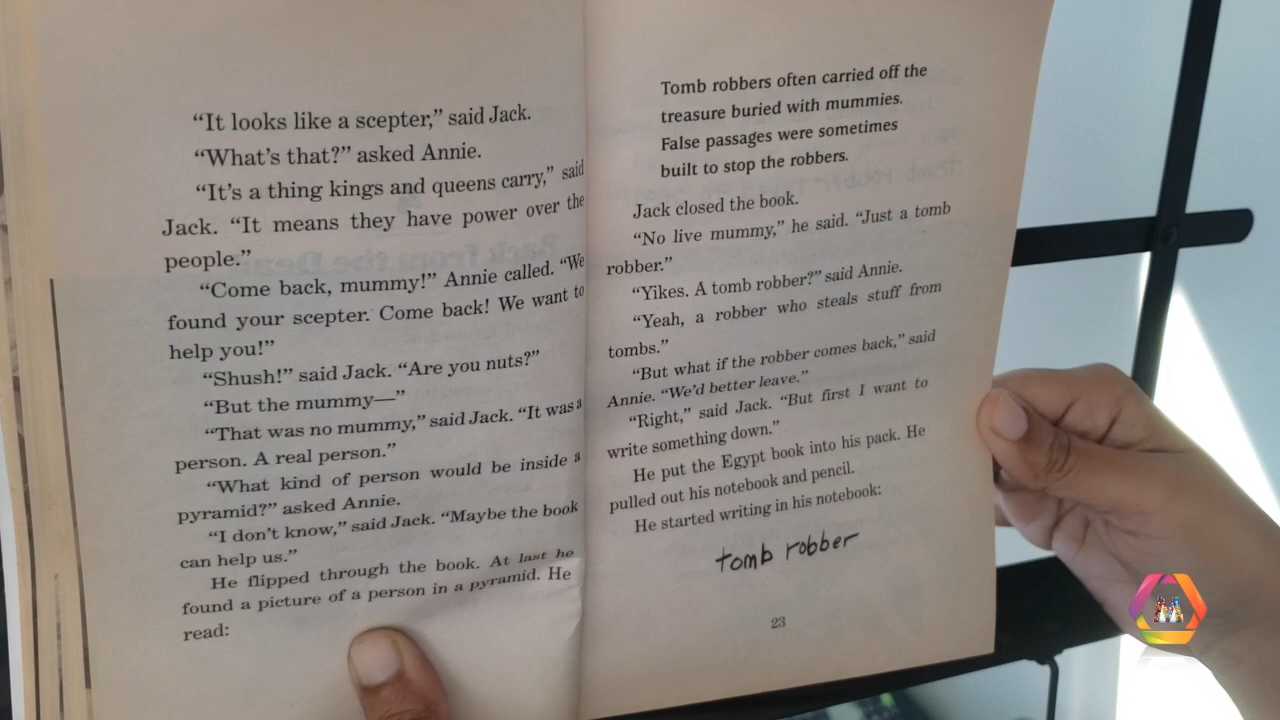 “It looks like a scepter,” said Jack.
“What’s that?” asked Annie.
“It’s a thing kings and queens carry,” said
Jack. “It means they have power over the
people.”
“Come back, mummy!” Annie called. “We
found your scepter. Come back! We want to
help you!”
“Shush!” said Jack. “Are you nuts?”
“But the mummy—”
“That was no mummy,” said Jack. “It was a
person. A real person.”
“What kind of person would be inside a
pyramid?” asked Annie.
“I don’t know,” said Jack. “Maybe the book
can help us.”
He flipped through the book. At last he
found a picture of a person in a pyramid. He
read:
Tomb robbers often carried off the
treasure buried with mummies.
False passages were sometimes
built to stop the robbers.
Jack closed the book.
“No live mummy,” he said. “Just a tomb
robber.”
“Yikes. A tomb robber?” said Annie.
“Yeah, a robber who steals stuff from
tombs.”
“But what if the robber comes back,” said
Annie. “We’d better leave.”
“Right,” said Jack. “But first I want to
write something down.”
He put the Egypt book into his pack. He
pulled out his notebook and pencil.
He started writing in his notebook:
tomb robber
23
M